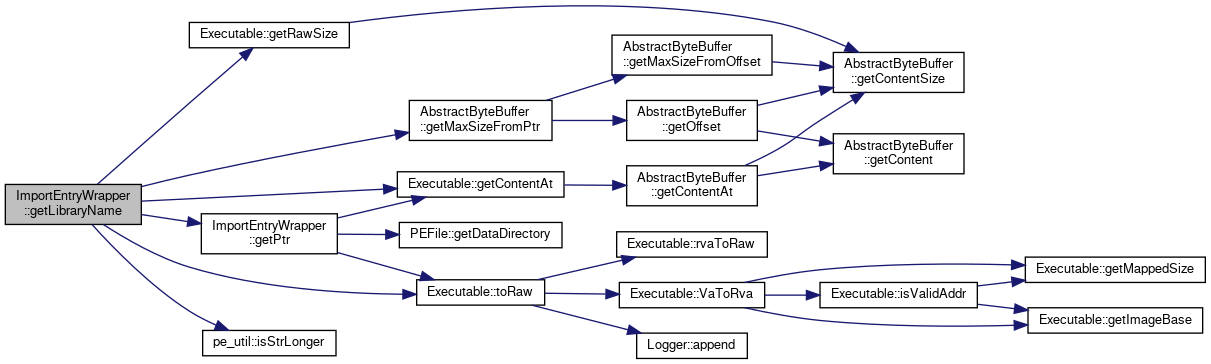 Executable::getRawSize
AbstractByteBuffer
::getMaxSizeFromOffset
AbstractByteBuffer
::getContentSize
AbstractByteBuffer
::getMaxSizeFromPtr
AbstractByteBuffer
::getOffset
AbstractByteBuffer
::getContent
ImportEntryWrapper
::getLibraryName
Executable::getContentAt
AbstractByteBuffer
::getContentAt
ImportEntryWrapper
::getPtr
PEFile::getDataDirectory
Executable::rvaToRaw
Executable::toRaw
Executable::VaToRva
Executable::isValidAddr
Executable::getMappedSize
Executable::getImageBase
pe_util::isStrLonger
Logger::append